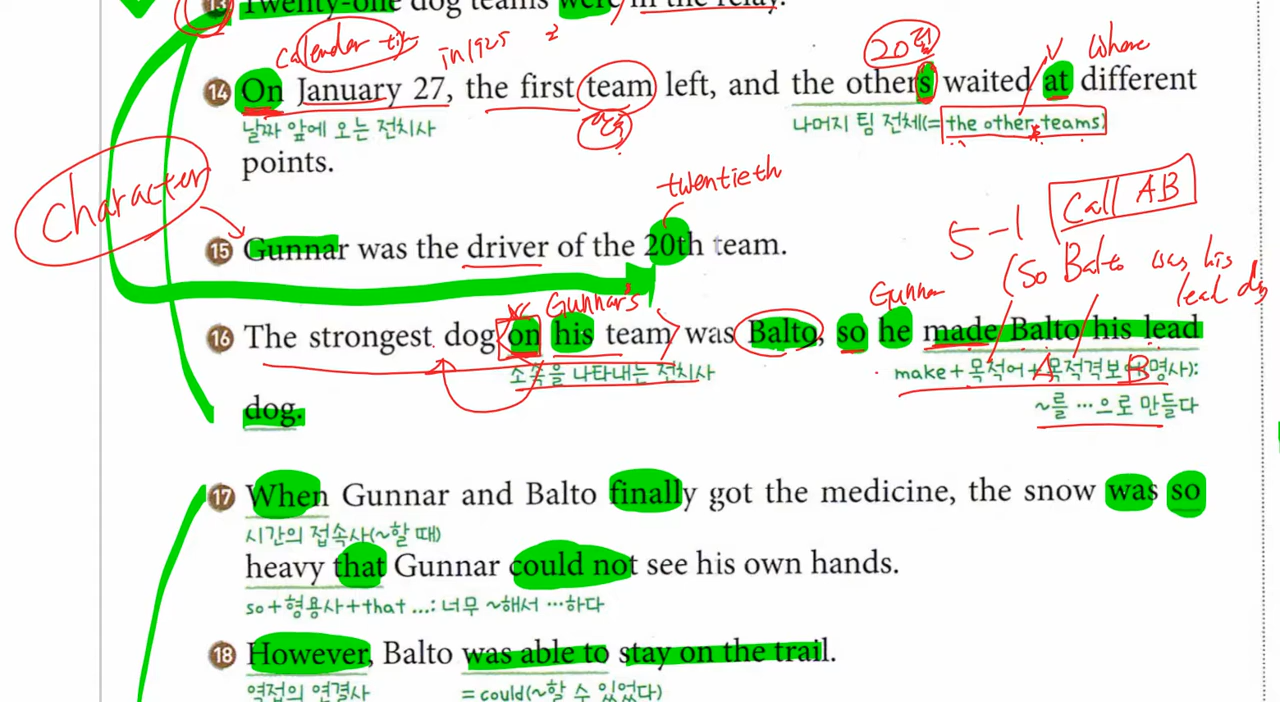 13 Twenty-one dog teams were in the relay.
calender 
in 1925
20팀
where
14 On January 27, the first team left, and the others waited at different
날짜 앞에 오는 전치사
나머지 팀 전체(= the other teams)
points.
Character
twentieth
5-1 Call AB
15 Gunnar was the driver of the 20th team.
(So Balto was his
lead dog
Gunnar's
Gunnar
16 The strongest dog on his team was Balto, so he made Balto his lead
소속을 나타내는 전치사
make+목적어+목적격보어(명사):
A B
~를 …으로 만들다
dog.
17 When Gunnar and Balto finally got the medicine, the snow was so
시간의 접속사(~할 때)
heavy that Gunnar could not see his own hands.
so+형용사+that …: 너무 ~해서 …하다
18 However, Balto was able to stay on the trail.
역접의 연결사
= could(~할 수 있었다)